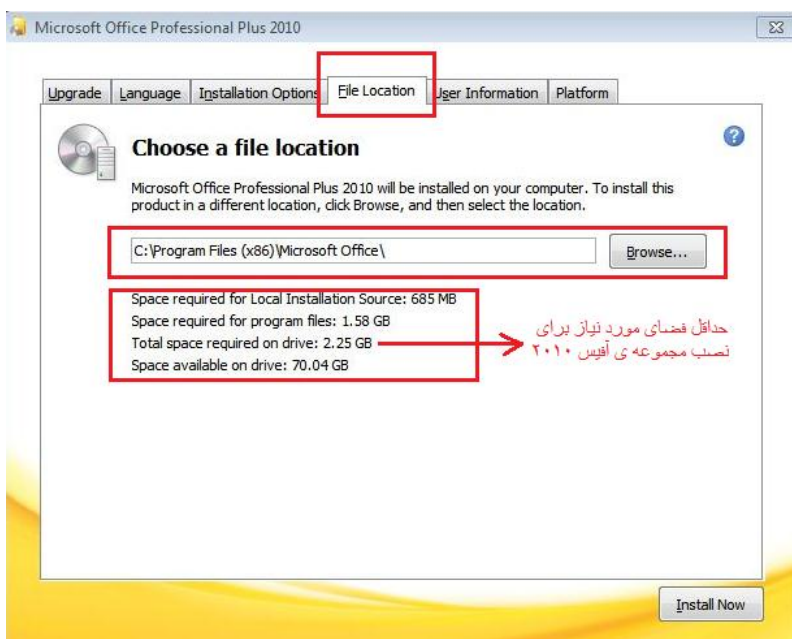 Microsoft Office Professional Plus 2010
Upgrade Language Installation Options File Location User Information Platform
Choose a file location
Microsoft Office Professional Plus 2010 will be installed on your computer. To install this
product in a different location, click Browse, and then select the location.
C:\Program Files (x86)\Microsoft Office\ Browse...
Space required for Local Installation Source: 685 MB
Space required for program files: 1.58 GB
Total space required on drive: 2.25 GB
Space available on drive: 70.04 GB
حداقل فضای مورد نیاز برای
نصب مجموعه ی آفیس ۲۰۱۰
Install Now